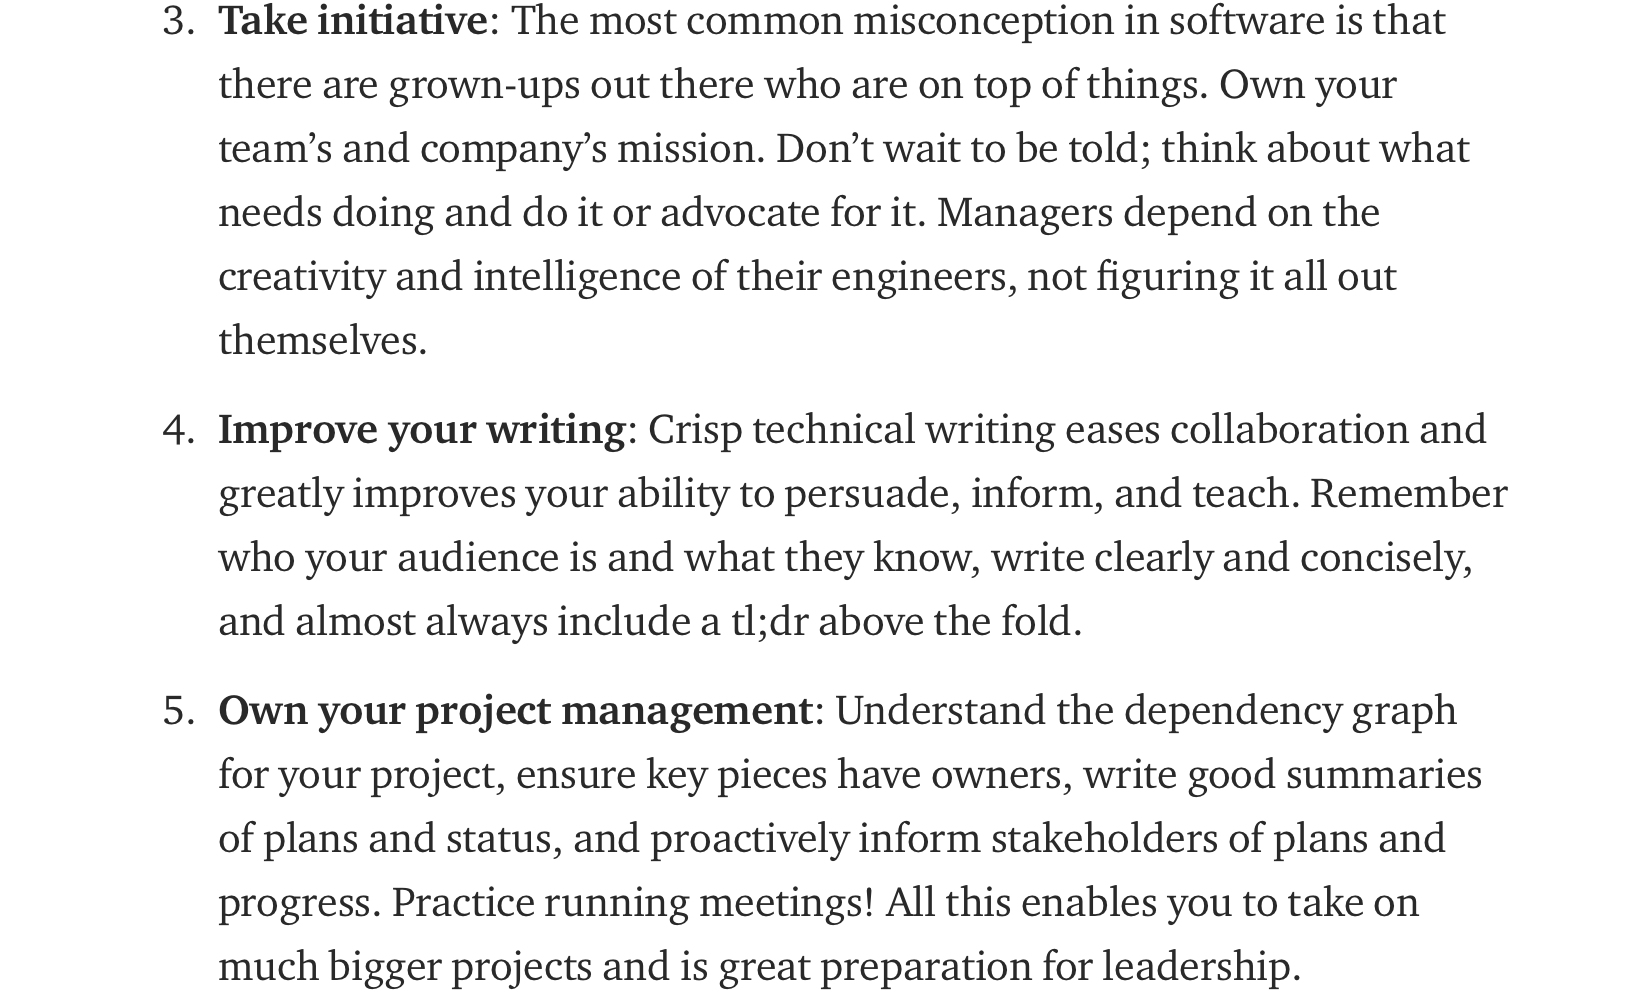 3. Take initiative: The most common misconception in software is that
there are grown-ups out there who are on top of things. Own your
team’s and company’s mission. Don’t wait to be told; think about what
needs doing and do it or advocate for it. Managers depend on the
creativity and intelligence of their engineers, not figuring it all out
themselves.
4. Improve your writing: Crisp technical writing eases collaboration and
greatly improves your ability to persuade, inform, and teach. Remember
who your audience is and what they know, write clearly and concisely,
and almost always include a tl;dr above the fold.
5. Own your project management: Understand the dependency graph
for your project, ensure key pieces have owners, write good summaries
of plans and status, and proactively inform stakeholders of plans and
progress. Practice running meetings! All this enables you to take on
much bigger projects and is great preparation for leadership.